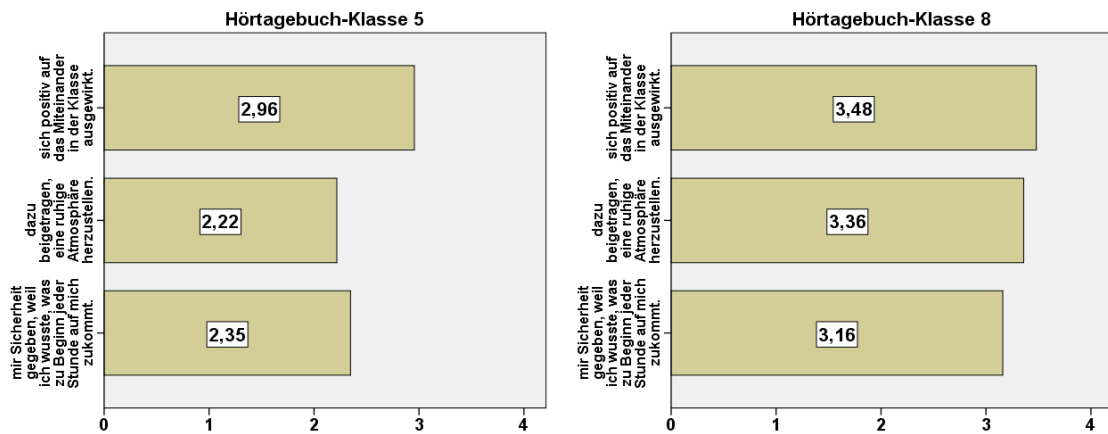 Hörtagebuch-Klasse 5
sich positiv auf
das Miteinander
in der Klasse
ausgewirkt.
2,96
dazu
beigetragen,
eine ruhige
Atmosphäre
herzustellen.
2,22
mir Sicherheit
gegeben, weil
ich wusste, was
zu Beginn jeder
Stunde auf mich
zukommt.
2,35
0 1 2 3 4
Hörtagebuch-Klasse 8
sich positiv auf
das Miteinander
in der Klasse
ausgewirkt.
3,48
dazu
beigetragen,
eine ruhige
Atmosphäre
herzustellen.
3,36
mir Sicherheit
gegeben, weil
ich wusste, was
zu Beginn jeder
Stunde auf mich
zukommt.
3,16
0 1 2 3 4